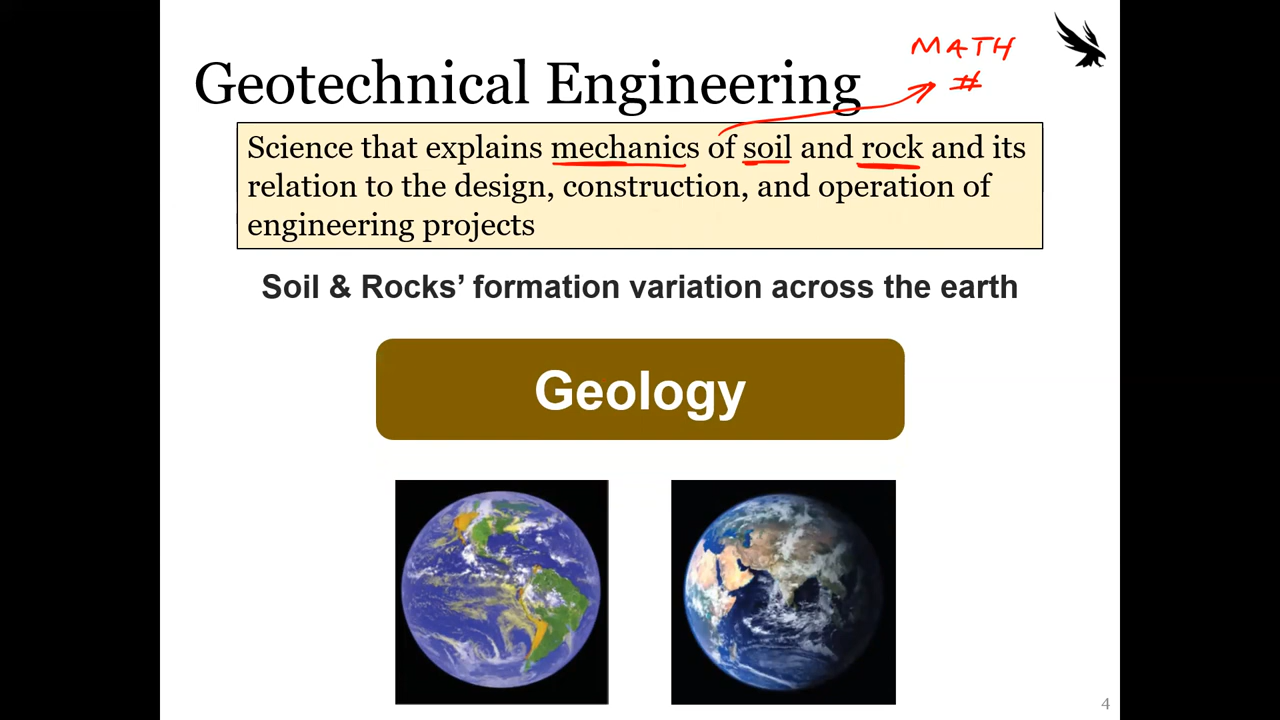 MATH
#
Geotechnical Engineering
Science that explains mechanics of soil and rock and its
relation to the design, construction, and operation of
engineering projects
Soil & Rocks’ formation variation across the earth
Geology
4